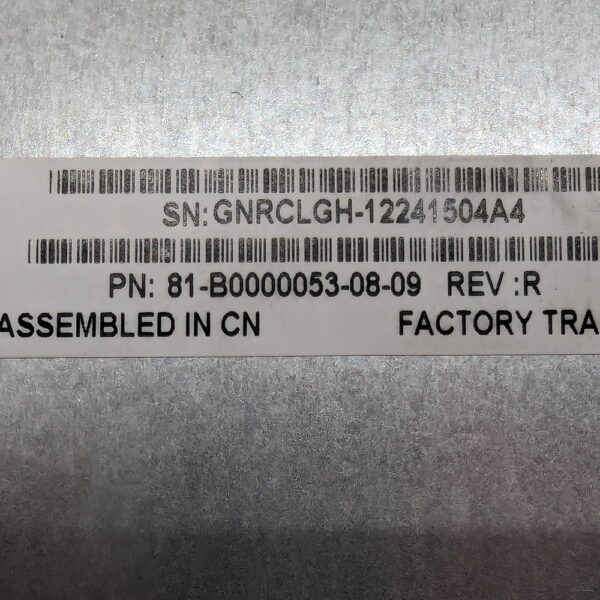 SN:GNRCLGH-12241504A4
PN: 81-B0000053-08-09 REV :R
ASSEMBLED IN CN FACTORY TRA